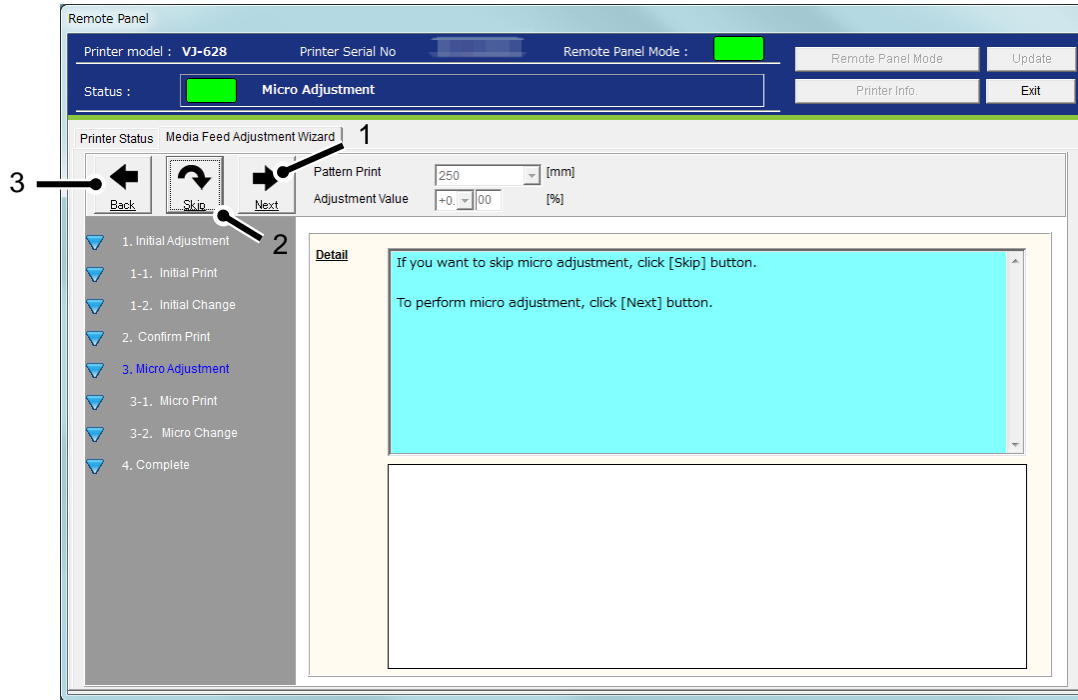 Remote Panel
Printer model : VJ-628 Printer Serial No Remote Panel Mode :
Remote Panel Mode Update
Status : Micro Adjustment
Printer Info. Exit
Printer Status Media Feed Adjustment Wizard
1
3
Back Skip Next
2
Pattern Print 250 [mm]
Adjustment Value +0. 00 [%]
1. Initial Adjustment
1-1. Initial Print
1-2. Initial Change
2. Confirm Print
3. Micro Adjustment
3-1. Micro Print
3-2. Micro Change
4. Complete
Detail
If you want to skip micro adjustment, click [Skip] button.
To perform micro adjustment, click [Next] button.